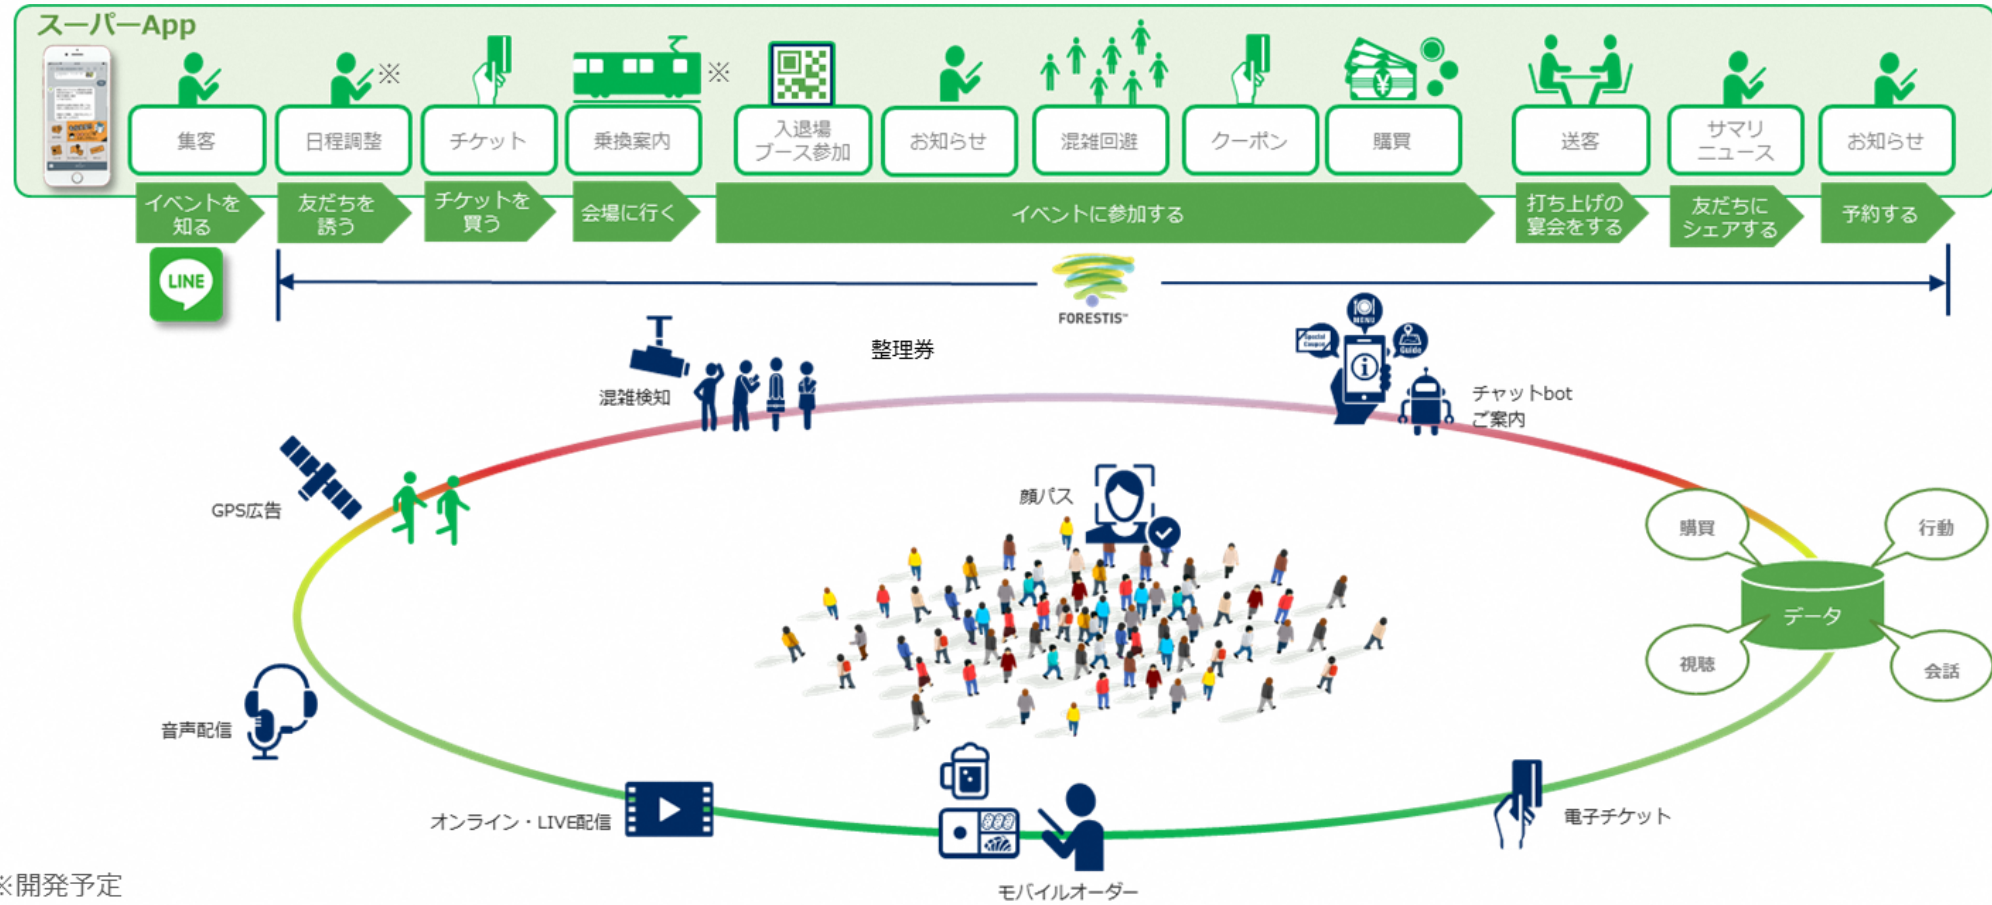 スーパーApp
※
※
集客
日程調整
チケット
乗換案内
入退場
ブース参加
お知らせ
混雑回避
クーポン
購買
送客
サマリ
ニュース
お知らせ
イベントを
知る
友だちを
誘う
チケットを
買う
会場に行く
イベントに参加する
打ち上げの
宴会をする
友だちに
シェアする
予約する
LINE
FORESTIS™
整理券
混雑検知
Special
Coupon
MENU
Guide
チャットbot
ご案内
GPS広告
顔パス
購買
行動
データ
視聴
会話
音声配信
オンライン・LIVE配信
モバイルオーダー
電子チケット
※開発予定